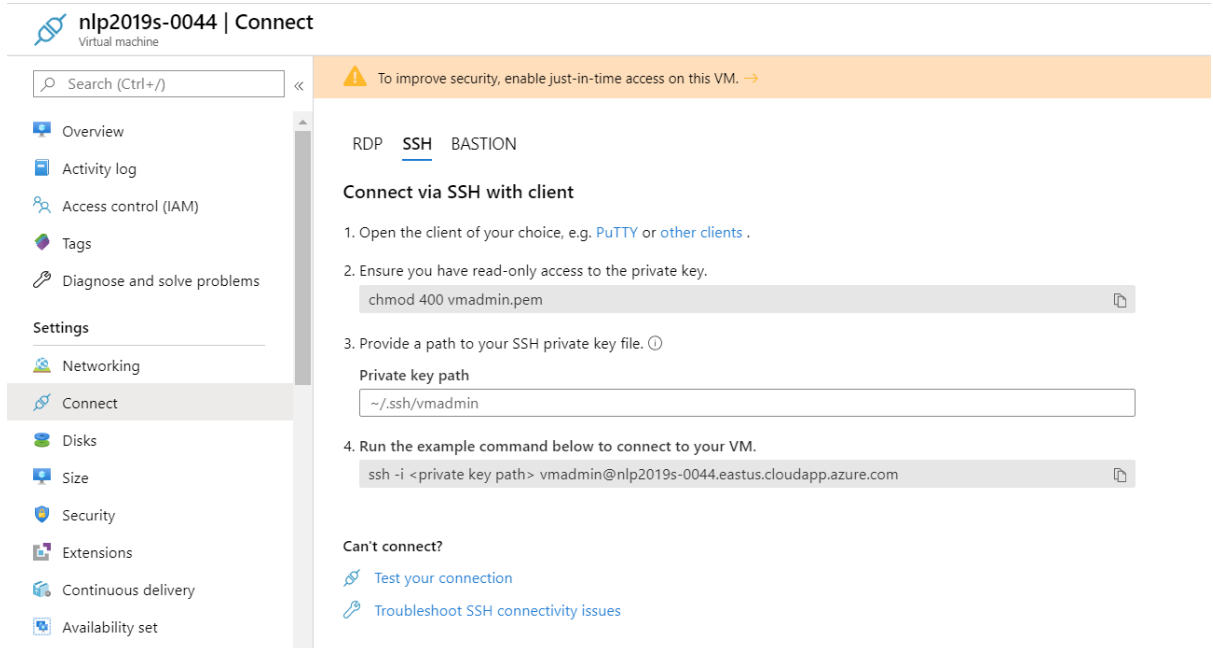 nlp2019s-0044 | Connect
Virtual machine
Search (Ctrl+/)
«
Overview
Activity log
Access control (IAM)
Tags
Diagnose and solve problems
Settings
Networking
Connect
Disks
Size
Security
Extensions
Continuous delivery
Availability set
To improve security, enable just-in-time access on this VM. →
RDP SSH BASTION
Connect via SSH with client
1. Open the client of your choice, e.g. PuTTY or other clients .
2. Ensure you have read-only access to the private key.
chmod 400 vmadmin.pem
3. Provide a path to your SSH private key file.
Private key path
~/.ssh/vmadmin
4. Run the example command below to connect to your VM.
ssh -i <private key path> vmadmin@nlp2019s-0044.eastus.cloudapp.azure.com
Can't connect?
Test your connection
Troubleshoot SSH connectivity issues